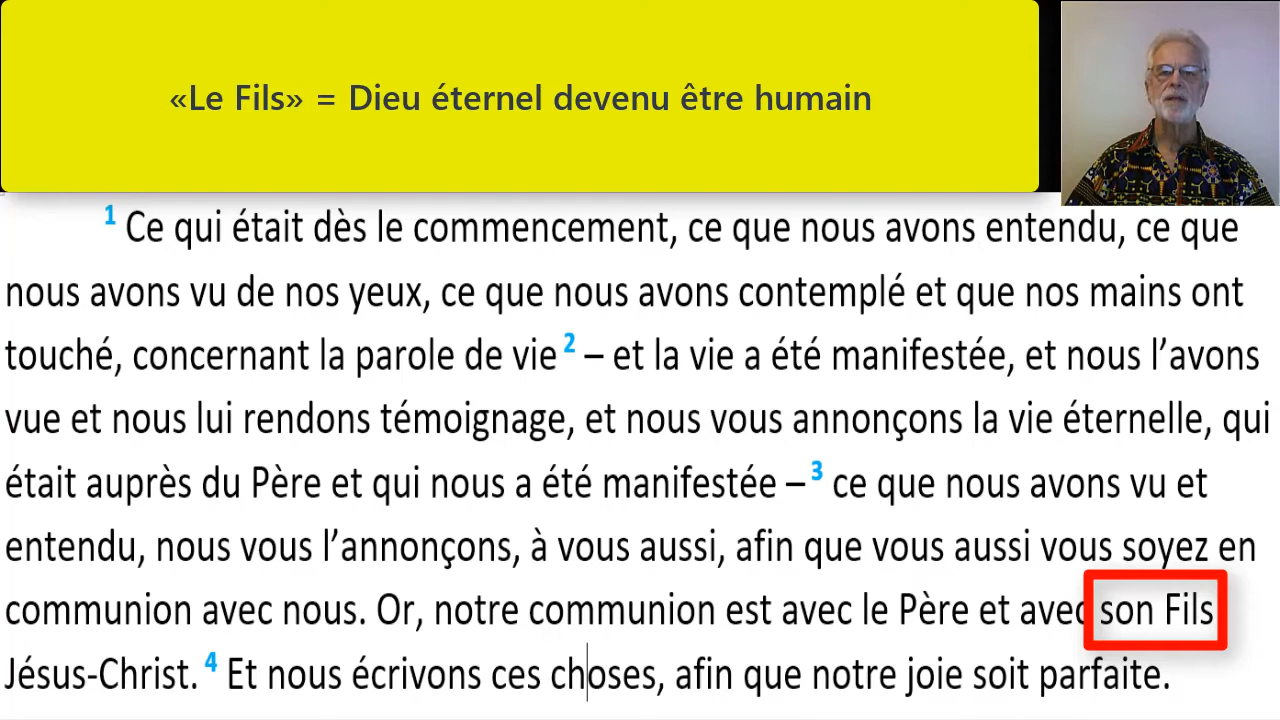 «Le Fils» = Dieu éternel devenu être humain
1 Ce qui était dès le commencement, ce que nous avons entendu, ce que
nous avons vu de nos yeux, ce que nous avons contemplé et que nos mains ont
touché, concernant la parole de vie 2 – et la vie a été manifestée, et nous l’avons
vue et nous lui rendons témoignage, et nous vous annonçons la vie éternelle, qui
était auprès du Père et qui nous a été manifestée – 3 ce que nous avons vu et
entendu, nous vous l’annonçons, à vous aussi, afin que vous aussi vous soyez en
communion avec nous. Or, notre communion est avec le Père et avec son Fils
Jésus-Christ. 4 Et nous écrivons ces choses, afin que notre joie soit parfaite.